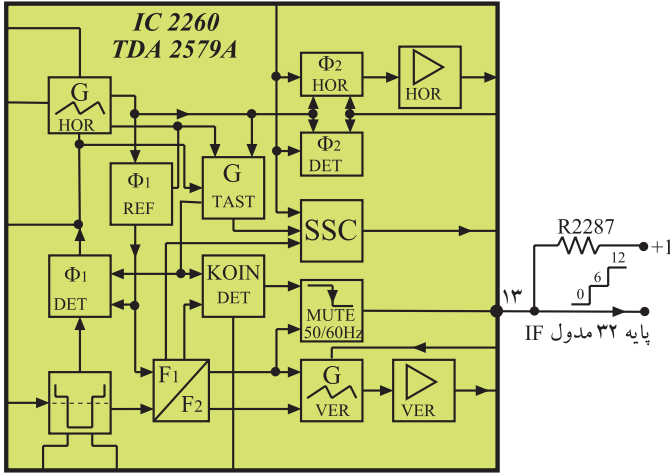 IC 2260
TDA 2579A
G
HOR
Φ2
HOR
HOR
Φ2
DET
Φ1
REF
G
TAST
SSC
R2287
+1
12
6
0
۱۳
پایه ۳۲ مدول IF
Φ1
DET
KOIN
DET
MUTE
50/60Hz
F1
F2
G
VER
VER